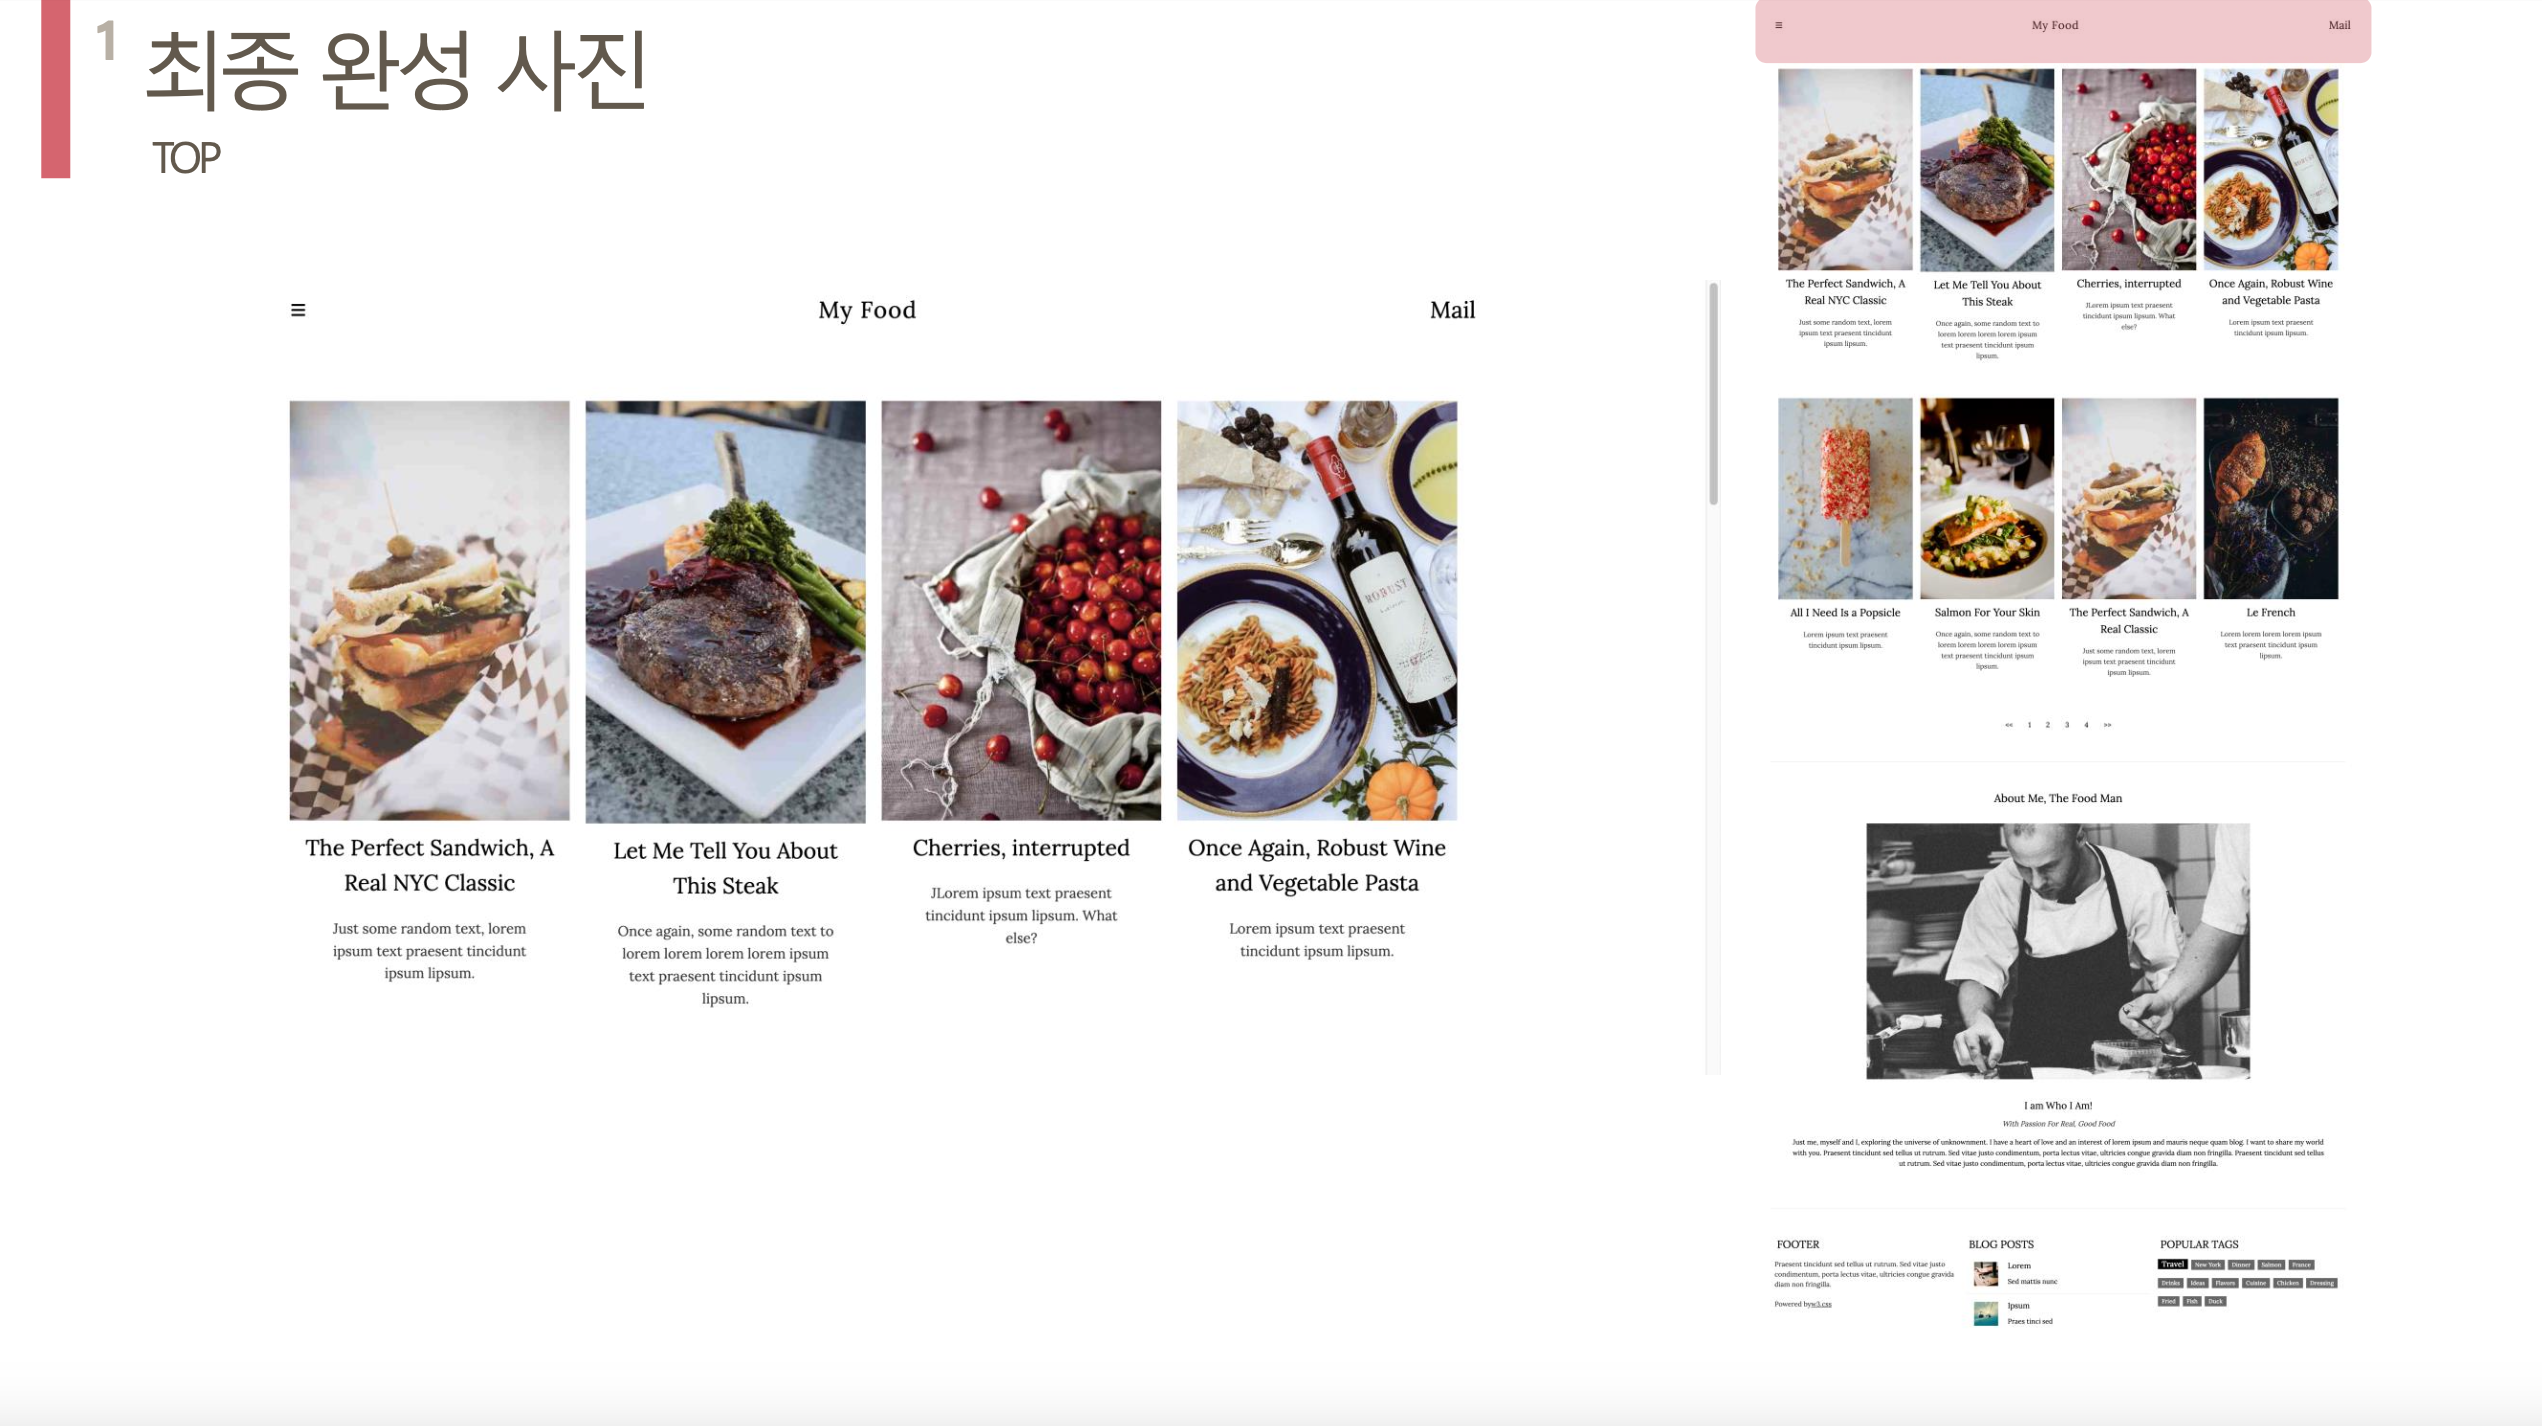 1
최종 완성 사진
TOP
☰
My Food
Mail
The Perfect Sandwich, A
Real NYC Classic
Just some random text, lorem
ipsum text praesent tincidunt
ipsum lipsum.
Let Me Tell You About
This Steak
Once again, some random text to
lorem lorem lorem lorem ipsum
text praesent tincidunt ipsum
lipsum.
Cherries, interrupted
JLorem ipsum text praesent
tincidunt ipsum lipsum. What
else?
Once Again, Robust Wine
and Vegetable Pasta
Lorem ipsum text praesent
tincidunt ipsum lipsum.
ROBUST
☰
My Food
Mail
The Perfect Sandwich, A
Real NYC Classic
Just some random text, lorem
ipsum text praesent tincidunt
ipsum lipsum.
Let Me Tell You About
This Steak
Once again, some random text to
lorem lorem lorem lorem ipsum
text praesent tincidunt ipsum
lipsum.
Cherries, interrupted
JLorem ipsum text praesent
tincidunt ipsum lipsum. What
else?
Once Again, Robust Wine
and Vegetable Pasta
Lorem ipsum text praesent
tincidunt ipsum lipsum.
All I Need Is a Popsicle
Lorem ipsum text praesent
tincidunt ipsum lipsum.
Salmon For Your Skin
Once again, some random text to
lorem lorem lorem lorem ipsum
text praesent tincidunt ipsum
lipsum.
The Perfect Sandwich, A
Real Classic
Just some random text, lorem
ipsum text praesent tincidunt
ipsum lipsum.
Le French
Lorem lorem lorem lorem ipsum
text praesent tincidunt ipsum
lipsum.
<< 1 2 3 4 >>
About Me, The Food Man
I am Who I Am!
With Passion For Real, Good Food
Just me, myself and I, exploring the universe of unknownment. I have a heart of love and an interest of lorem ipsum and mauris neque quam blog. I want to share my world
with you. Praesent tincidunt sed tellus ut rutrum. Sed vitae justo condimentum, porta lectus vitae, ultricies congue gravida diam non fringilla. Praesent tincidunt sed tellus
ut rutrum. Sed vitae justo condimentum, porta lectus vitae, ultricies congue gravida diam non fringilla.
FOOTER
Praesent tincidunt sed tellus ut rutrum. Sed vitae justo
condimentum, porta lectus vitae, ultricies congue gravida
diam non fringilla.
Powered byw3.css
BLOG POSTS
Lorem
Sed mattis nunc
Ipsum
Praes tinci sed
POPULAR TAGS
Travel New York Dinner Salmon France
Drinks Ideas Flavors Cuisine Chicken Dressing
Fried Fish Duck